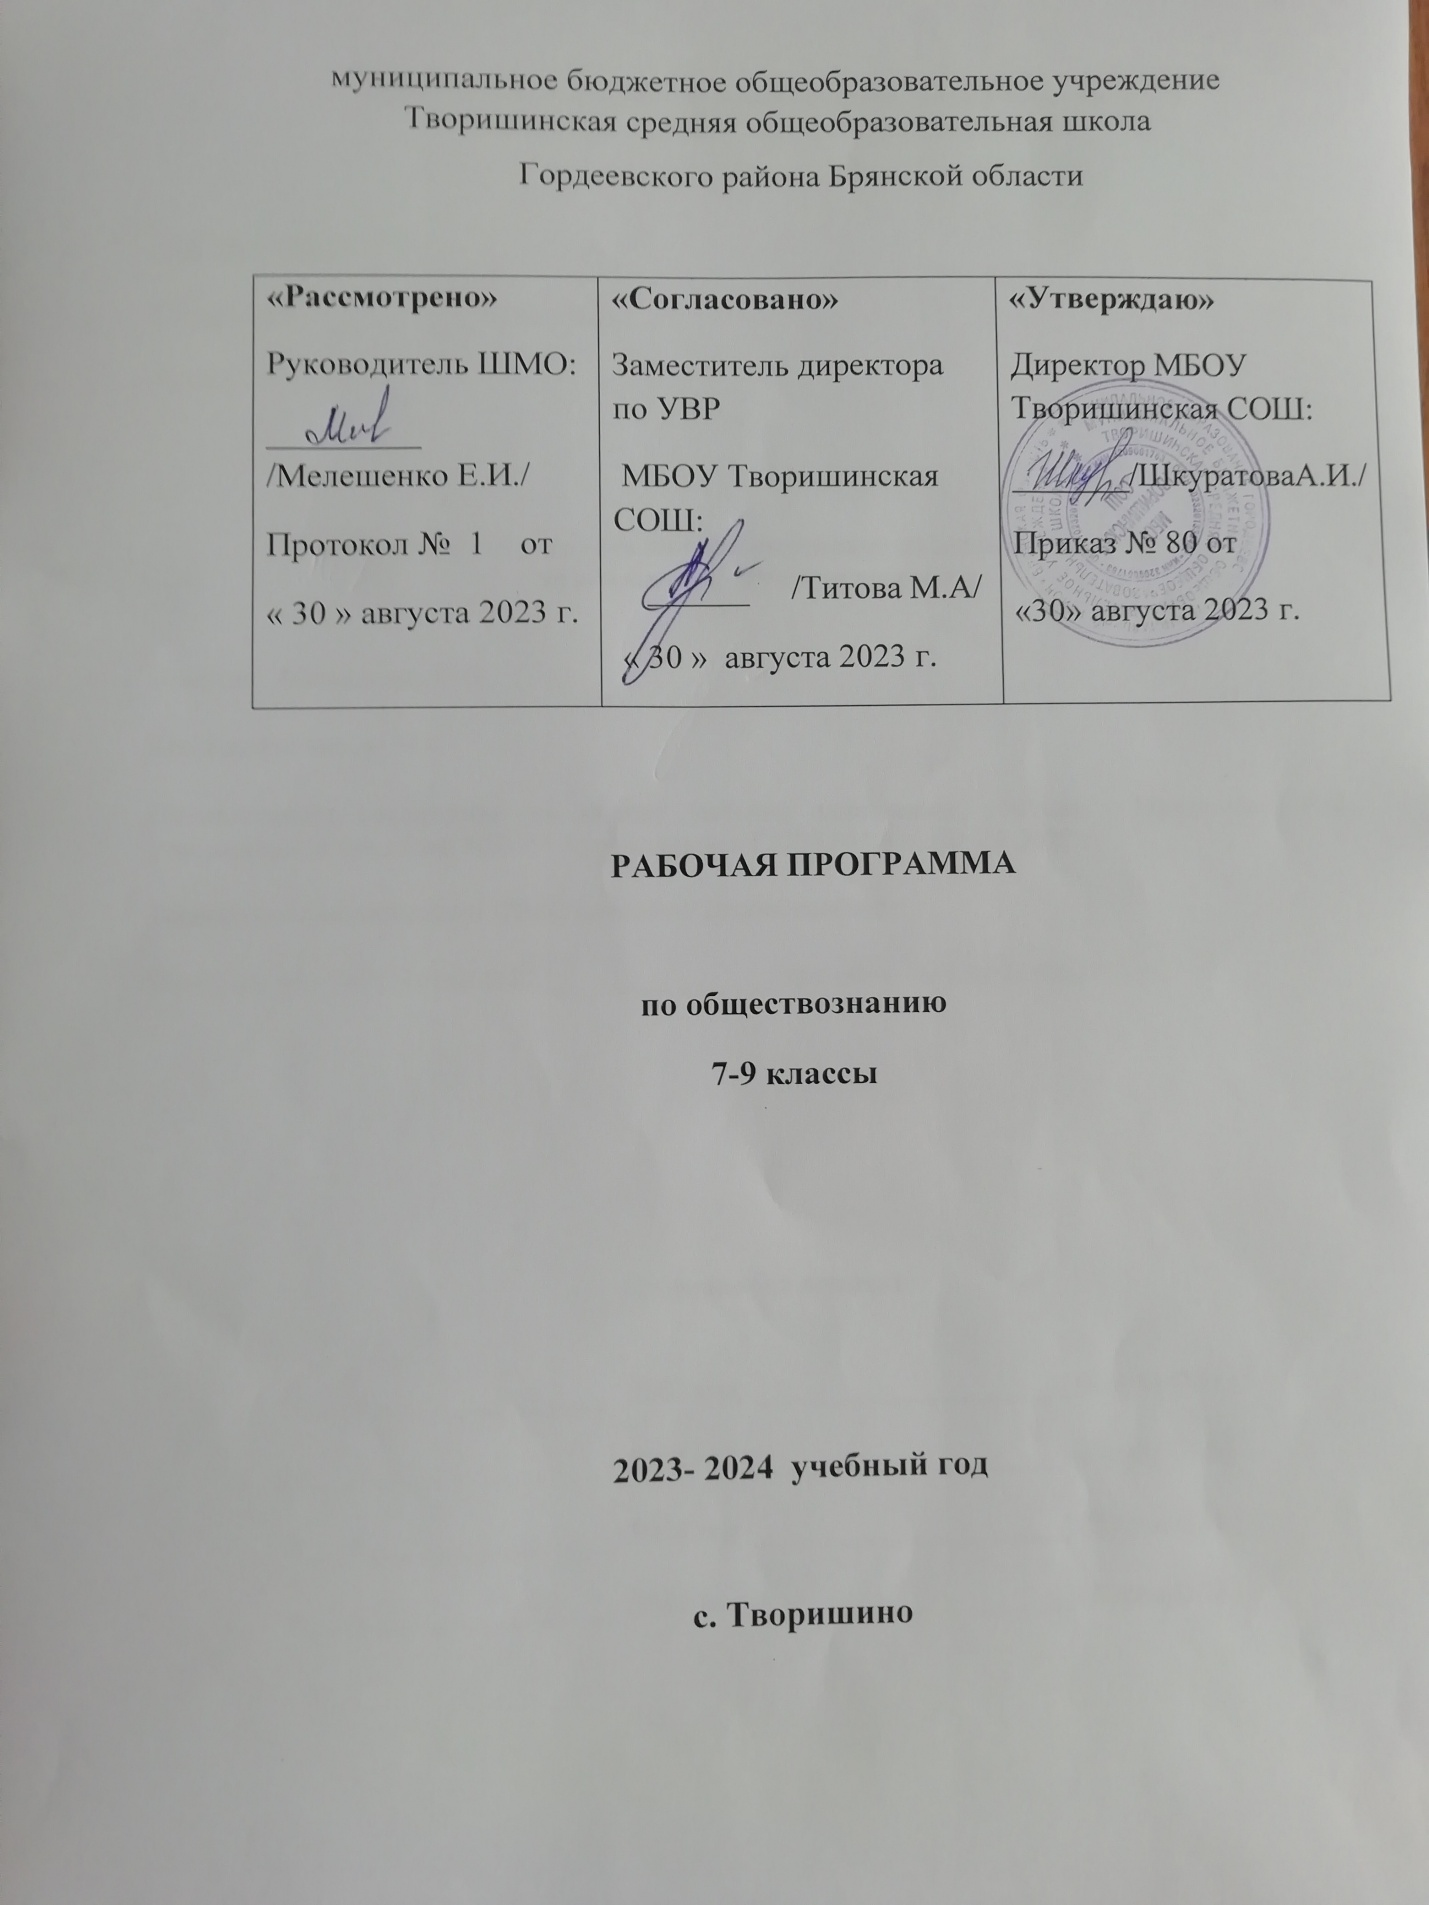 муниципальное бюджетное общеобразовательное учреждение
Творишинская средняя общеобразовательная школа
Гордеевского района Брянской области
«Рассмотрено»
Руководитель ШМО:
/Мелешенко Е.И./
Протокол № 1 от
« 30 » августа 2023 г.
«Согласовано»
Заместитель директора
по УВР
МБОУ Творишинская
СОШ:
/Титова М.А/
« 30 » августа 2023 г.
«Утверждаю»
Директор МБОУ
Творишинская СОШ:
/ШкуратоваА.И./
Приказ № 80 от
«30» августа 2023 г.
РАБОЧАЯ ПРОГРАММА
по обществознанию
7-9 классы
2023- 2024 учебный год
с. Творишино